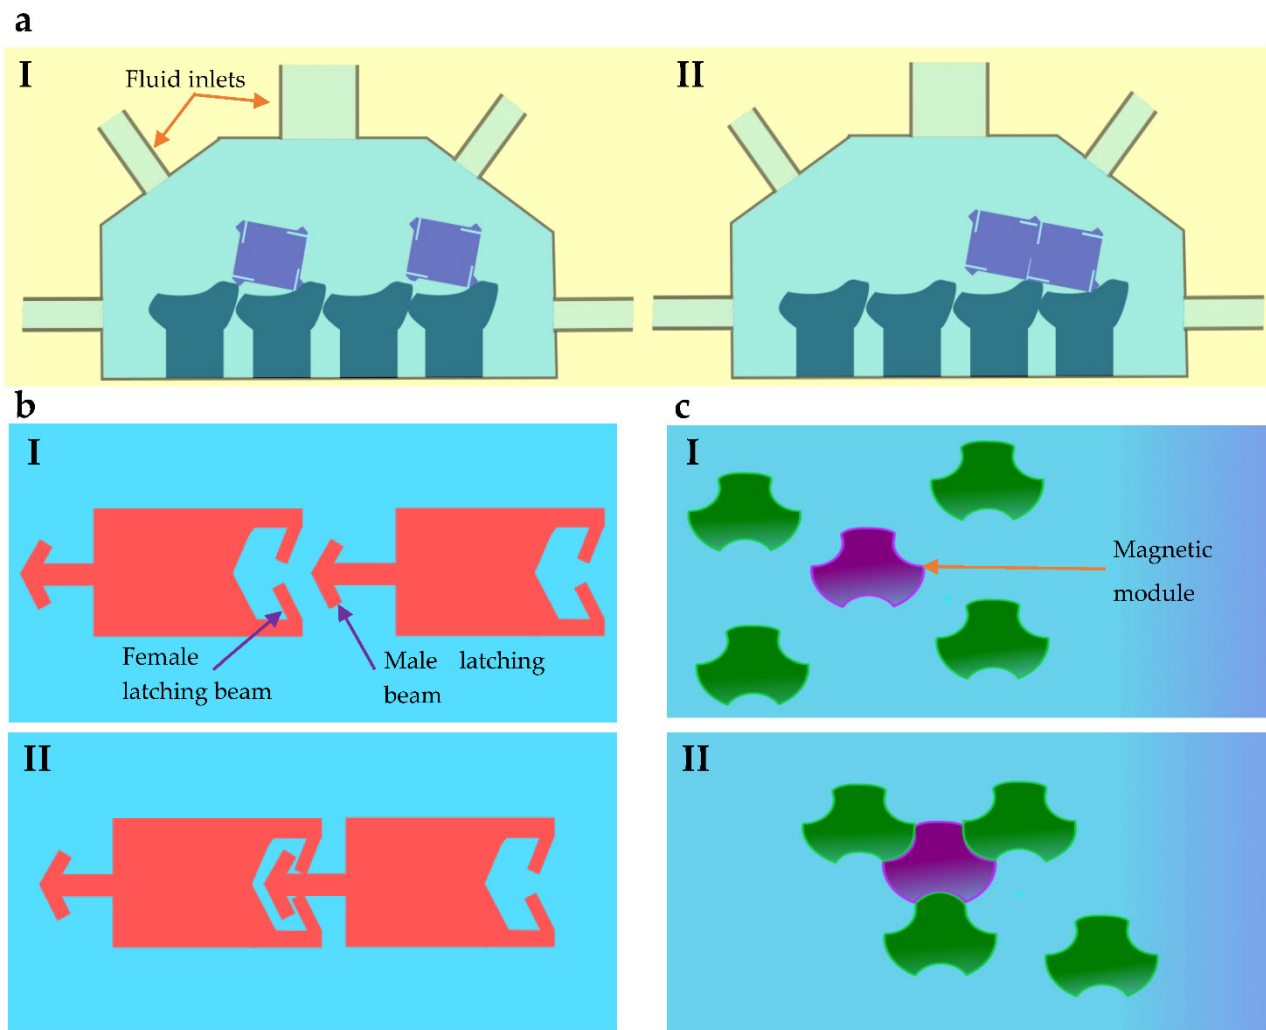 a
I
Fluid inlets
II
b
I
Female
latching beam
Male latching
beam
II
c
I
Magnetic
module
II